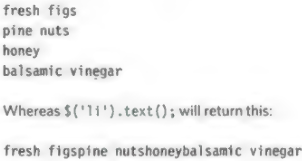 fresh figs
pine nuts
honey
balsamic vinegar
Whereas $('li').text(); will return this:
fresh figspine nutshoneybalsamic vinegar